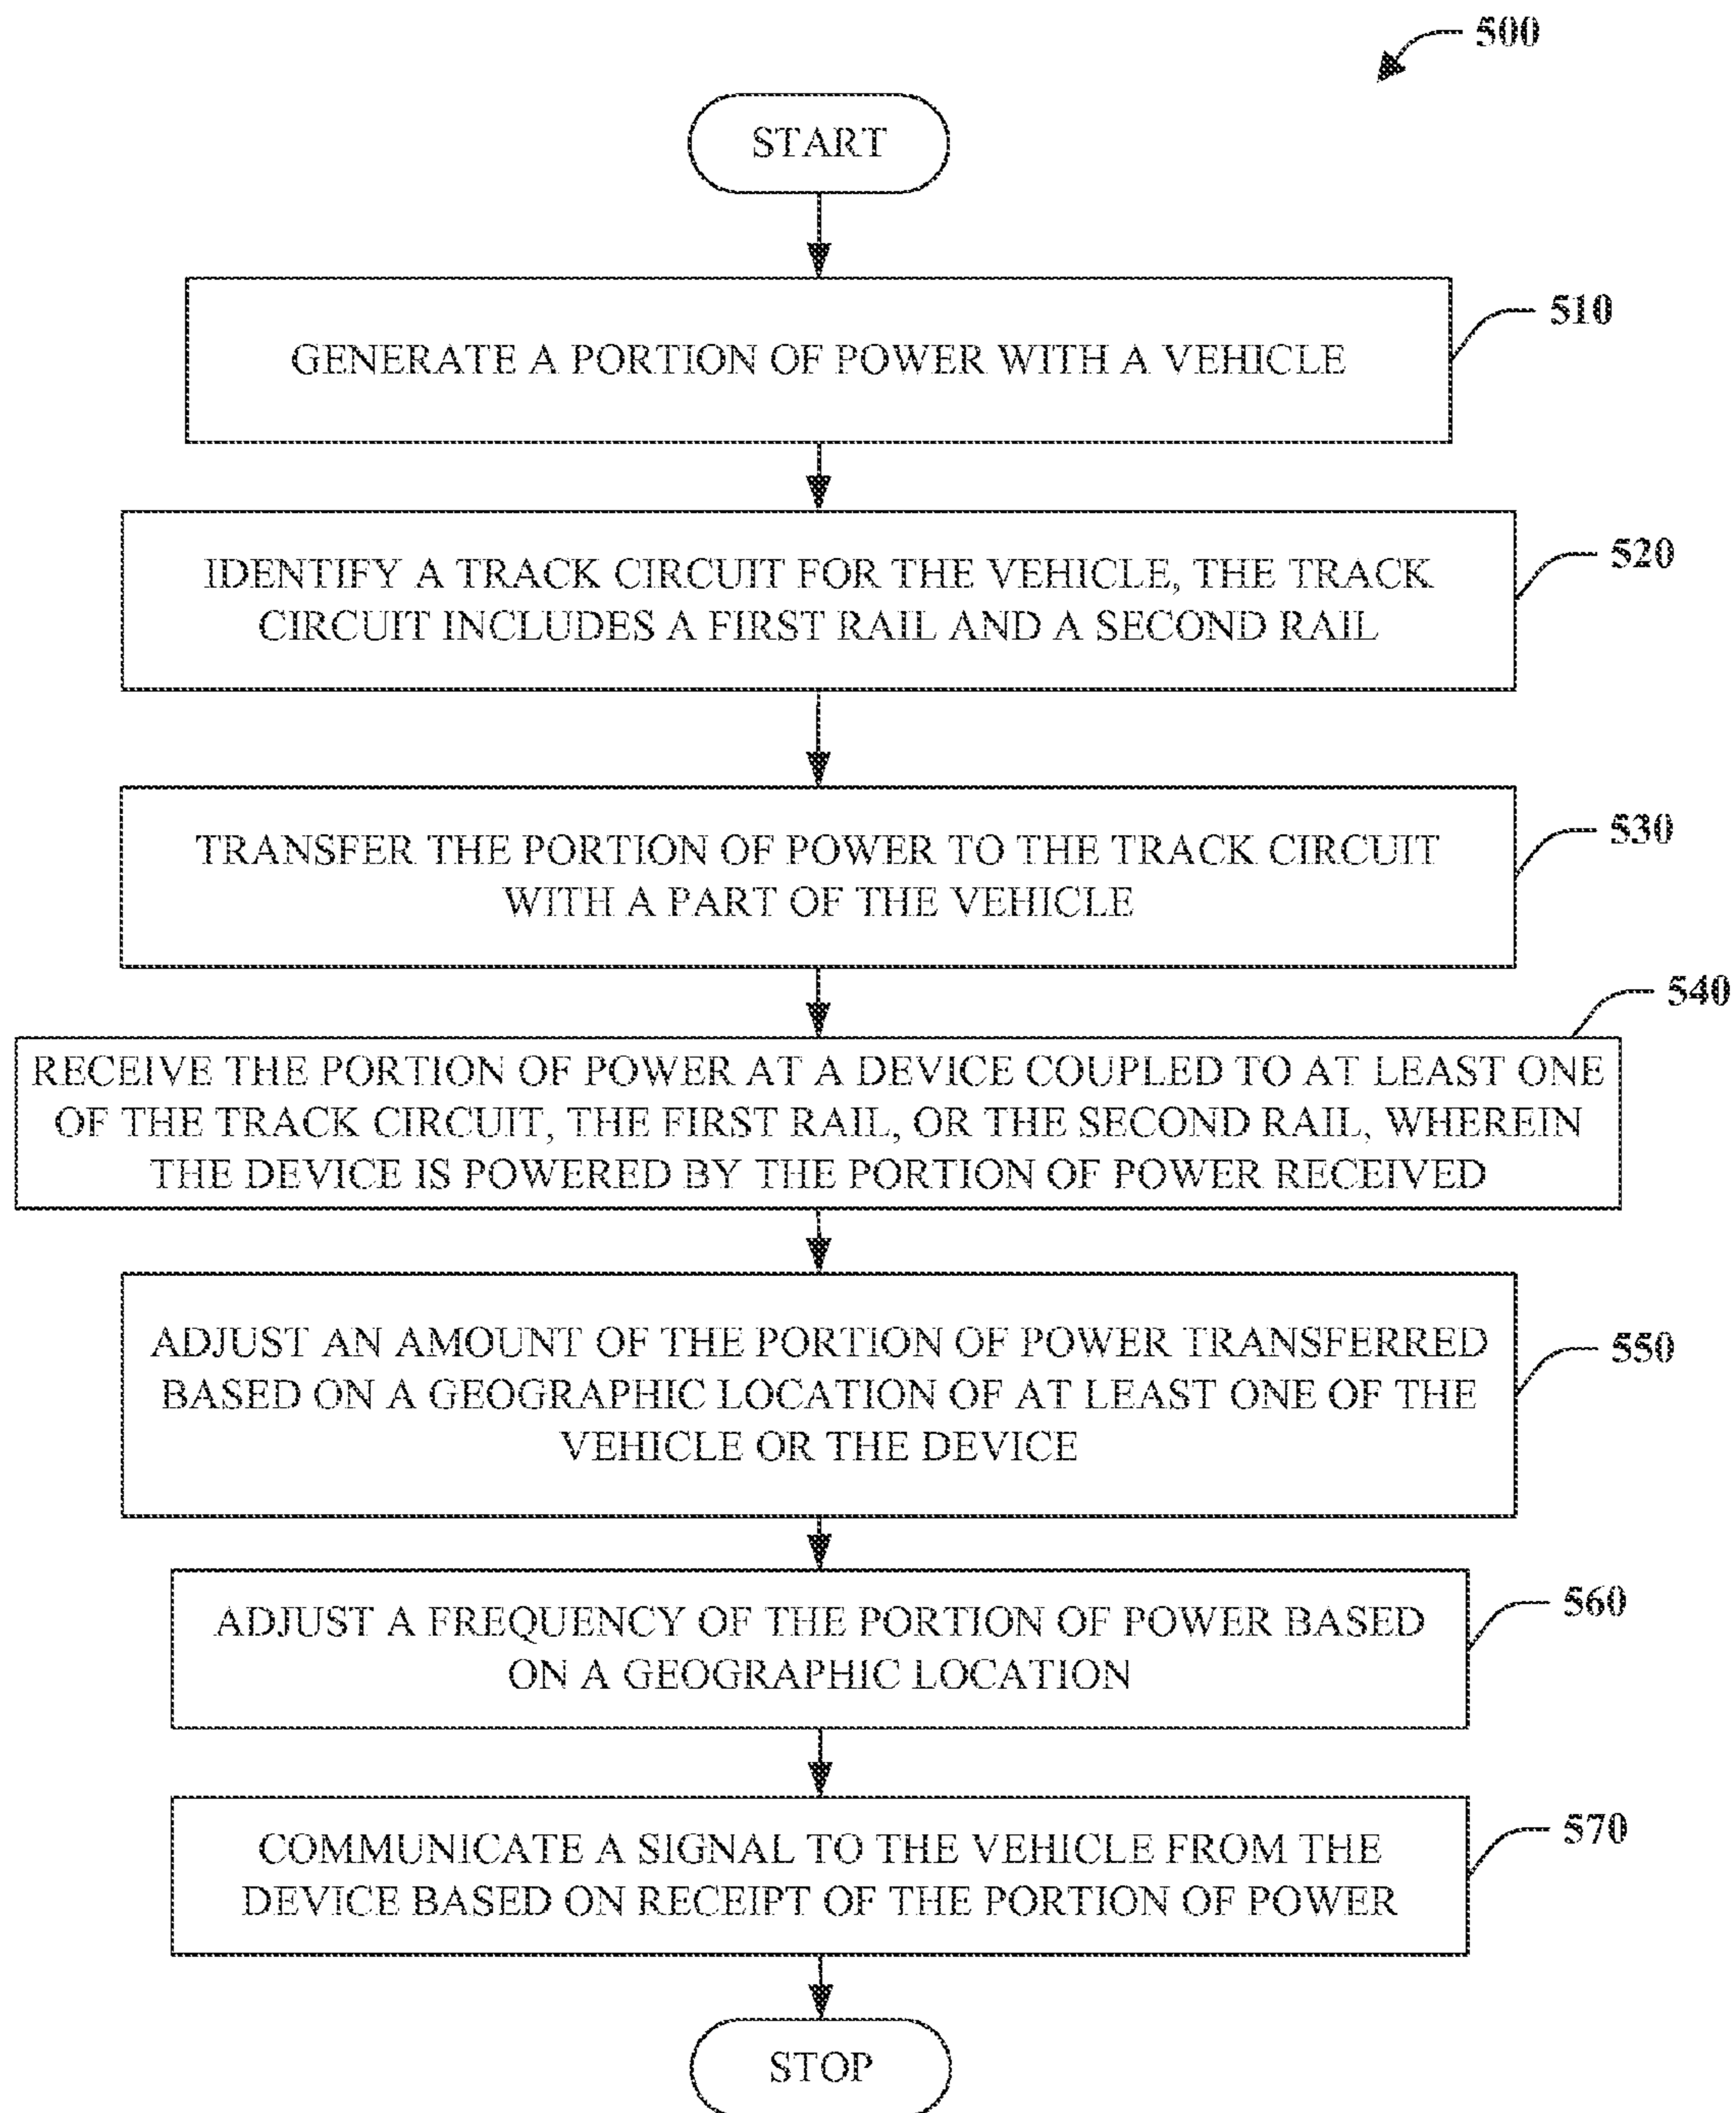 500
START
GENERATE A PORTION OF POWER WITH A VEHICLE
510
IDENTIFY A TRACK CIRCUIT FOR THE VEHICLE, THE TRACK
CIRCUIT INCLUDES A FIRST RAIL AND A SECOND RAIL
520
TRANSFER THE PORTION OF POWER TO THE TRACK CIRCUIT
WITH A PART OF THE VEHICLE
530
540
RECEIVE THE PORTION OF POWER AT A DEVICE COUPLED TO AT LEAST ONE
OF THE TRACK CIRCUIT, THE FIRST RAIL, OR THE SECOND RAIL, WHEREIN
THE DEVICE IS POWERED BY THE PORTION OF POWER RECEIVED
ADJUST AN AMOUNT OF THE PORTION OF POWER TRANSFERRED
BASED ON A GEOGRAPHIC LOCATION OF AT LEAST ONE OF THE
VEHICLE OR THE DEVICE
550
ADJUST A FREQUENCY OF THE PORTION OF POWER BASED
ON A GEOGRAPHIC LOCATION
560
COMMUNICATE A SIGNAL TO THE VEHICLE FROM THE
DEVICE BASED ON RECEIPT OF THE PORTION OF POWER
570
STOP